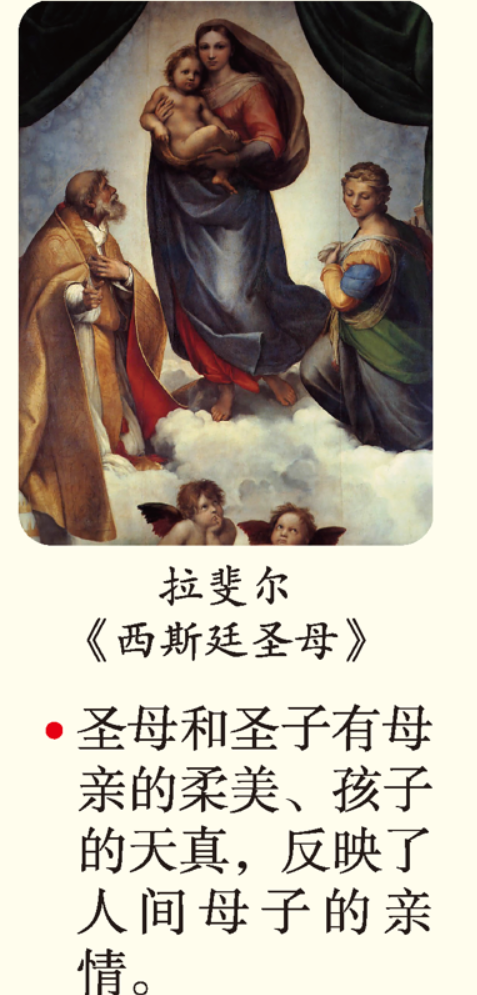 拉斐尔
《西斯廷圣母》
圣母和圣子有母
亲的柔美、孩子
的天真，反映了
人间母子的亲
情。